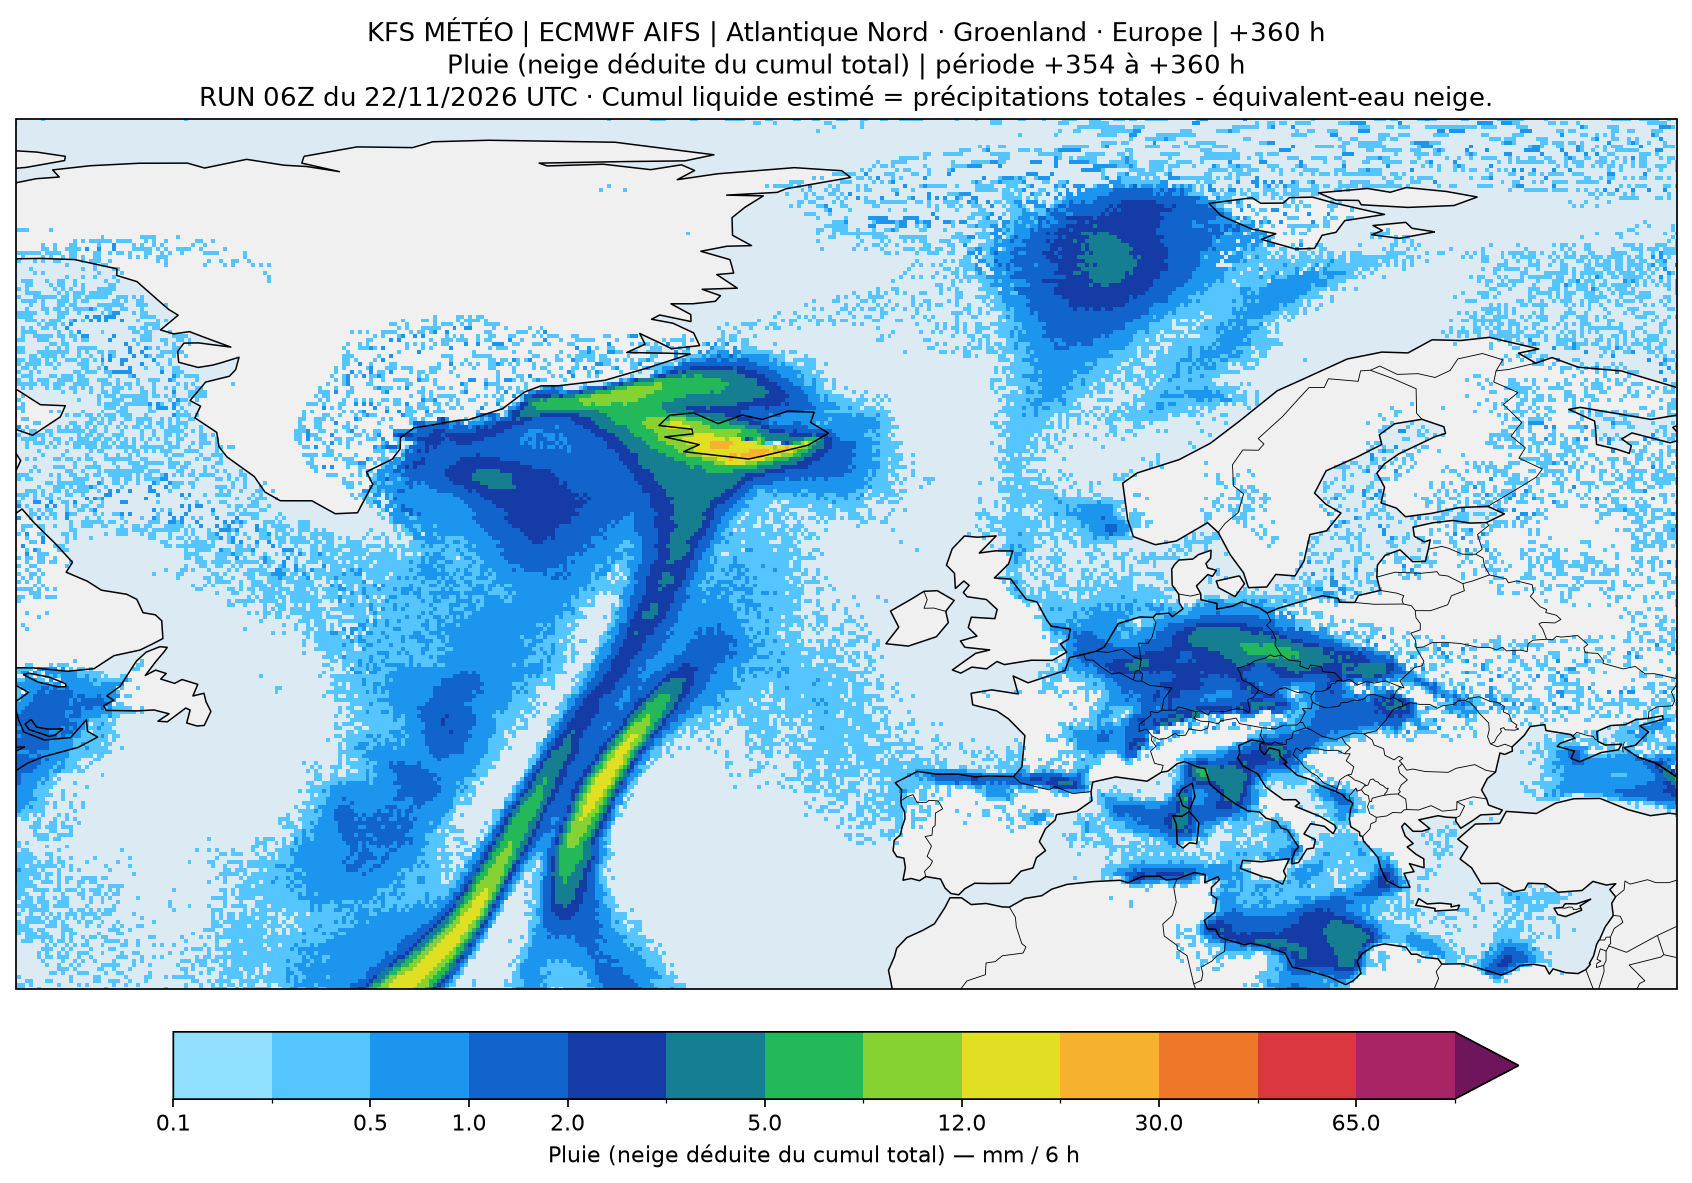 KFS MÉTÉO | ECMWF AIFS | Atlantique Nord · Groenland · Europe | +360 h
Pluie (neige déduite du cumul total) | période +354 à +360 h
RUN 06Z du 22/11/2026 UTC · Cumul liquide estimé = précipitations totales - équivalent-eau neige.
0.1 0.5 1.0 2.0 5.0 12.0 30.0 65.0
Pluie (neige déduite du cumul total) — mm / 6 h